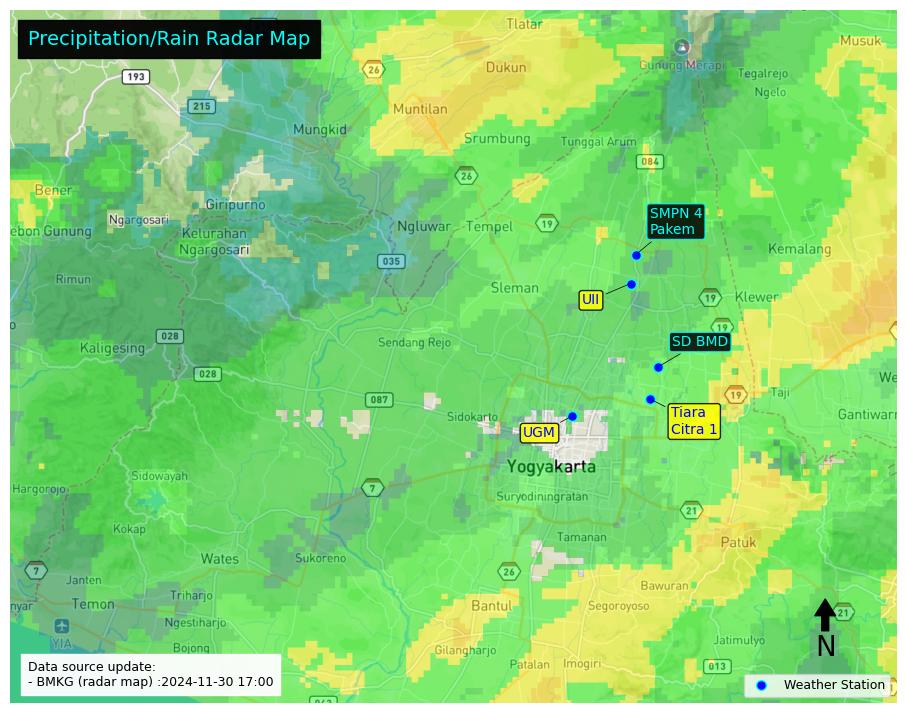 Precipitation/Rain Radar Map
Tlatar
Musuk
193
26
Dukun
Gunung Merapi
Tegalrejo
Ngelo
215
Muntilan
Mungkid
Srumbung
Tunggal Arum
084
26
Bener
Giripurno
Ngargosari
ebon Gunung
Kelurahan
Ngargosari
Ngluwar
Tempel
19
SMPN 4
Pakem
Kemalang
035
Rimun
Sleman
UII
19
Klewer
19
028
Kaligesing
Sendang Rejo
SD BMD
028
We
087
19
Taji
Sidokarto
Tiara
Citra 1
Gantiwarn
UGM
Yogyakarta
Sidowayah
Hargorojo
7
Suryodiningratan
21
Kokap
Tamanan
Patuk
Wates
Sukoreno
7
26
Janten
Bawuran
nyar
Temon
Triharjo
Bantul
Segoroyoso
21
Ngestiharjo
YIA
Bojong
Gilangharjo
Jatimulyo
N
Patalan
Imogiri
013
Data source update:
- BMKG (radar map) :2024-11-30 17:00
Weather Station